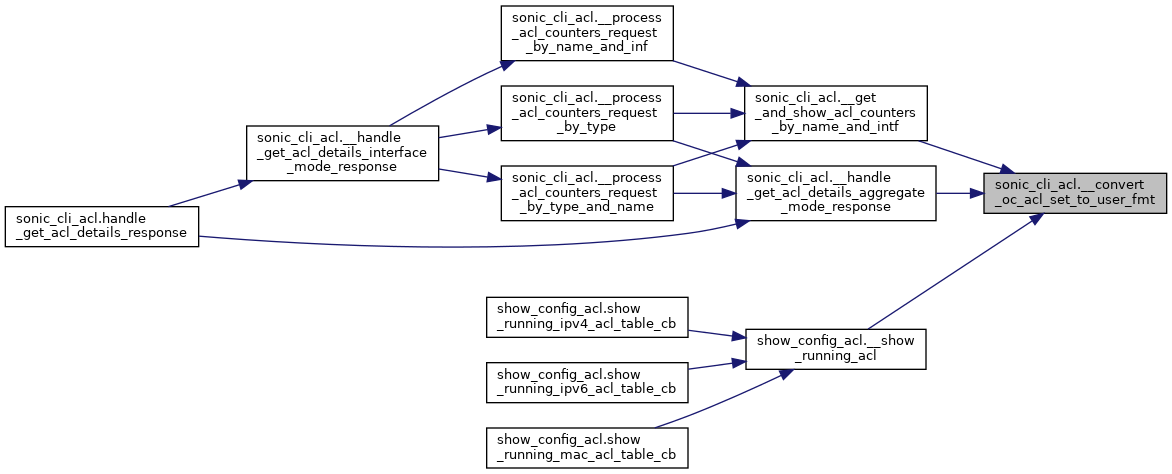 sonic_cli_acl.__process
_acl_counters_request
_by_name_and_inf
sonic_cli_acl.__process
_acl_counters_request
_by_type
sonic_cli_acl.__get
_and_show_acl_counters
_by_name_and_intf
sonic_cli_acl.__handle
_get_acl_details_interface
_mode_response
sonic_cli_acl.__process
_acl_counters_request
_by_type_and_name
sonic_cli_acl.__handle
_get_acl_details_aggregate
_mode_response
sonic_cli_acl.__convert
_oc_acl_set_to_user_fmt
sonic_cli_acl.handle
_get_acl_details_response
show_config_acl.show
_running_ipv4_acl_table_cb
show_config_acl.__show
_running_acl
show_config_acl.show
_running_ipv6_acl_table_cb
show_config_acl.show
_running_mac_acl_table_cb